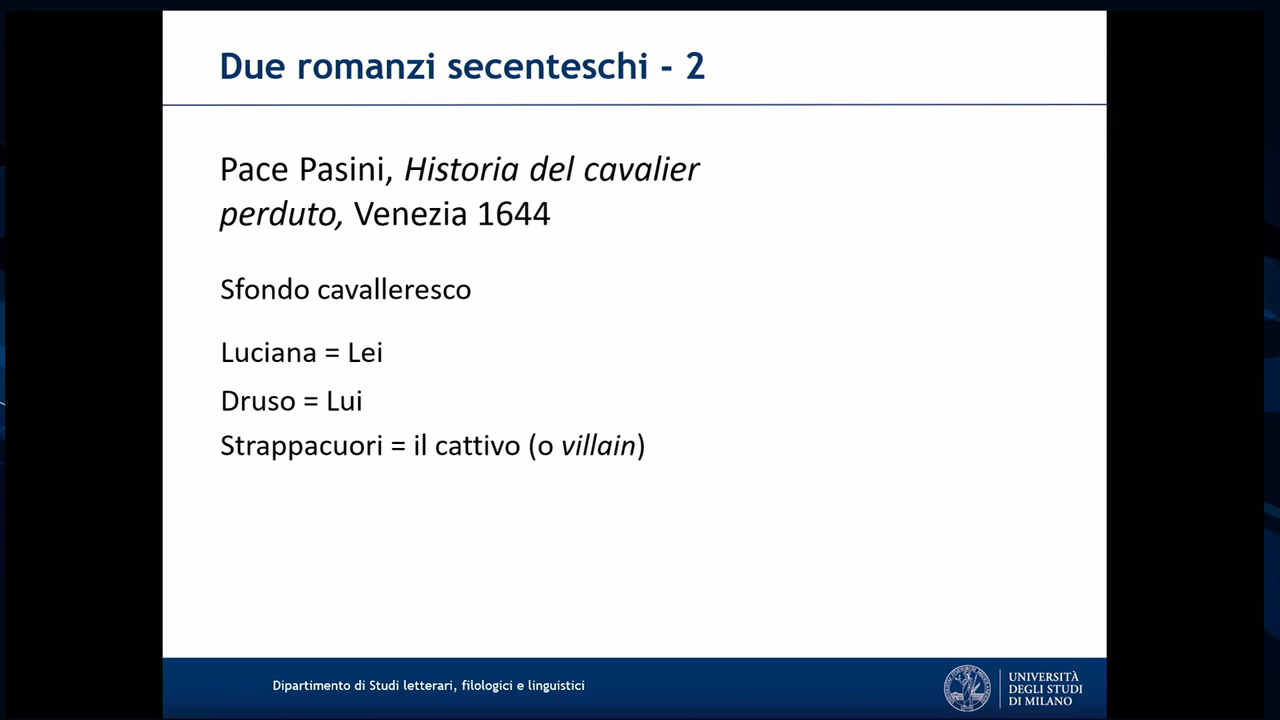 Due romanzi secenteschi - 2
Pace Pasini, Historia del cavalier
perduto, Venezia 1644
Sfondo cavalleresco
Luciana = Lei
Druso = Lui
Strappacuori = il cattivo (o villain)
Dipartimento di Studi letterari, filologici e linguistici
UNIVERSITÀ
DEGLI STUDI
DI MILANO